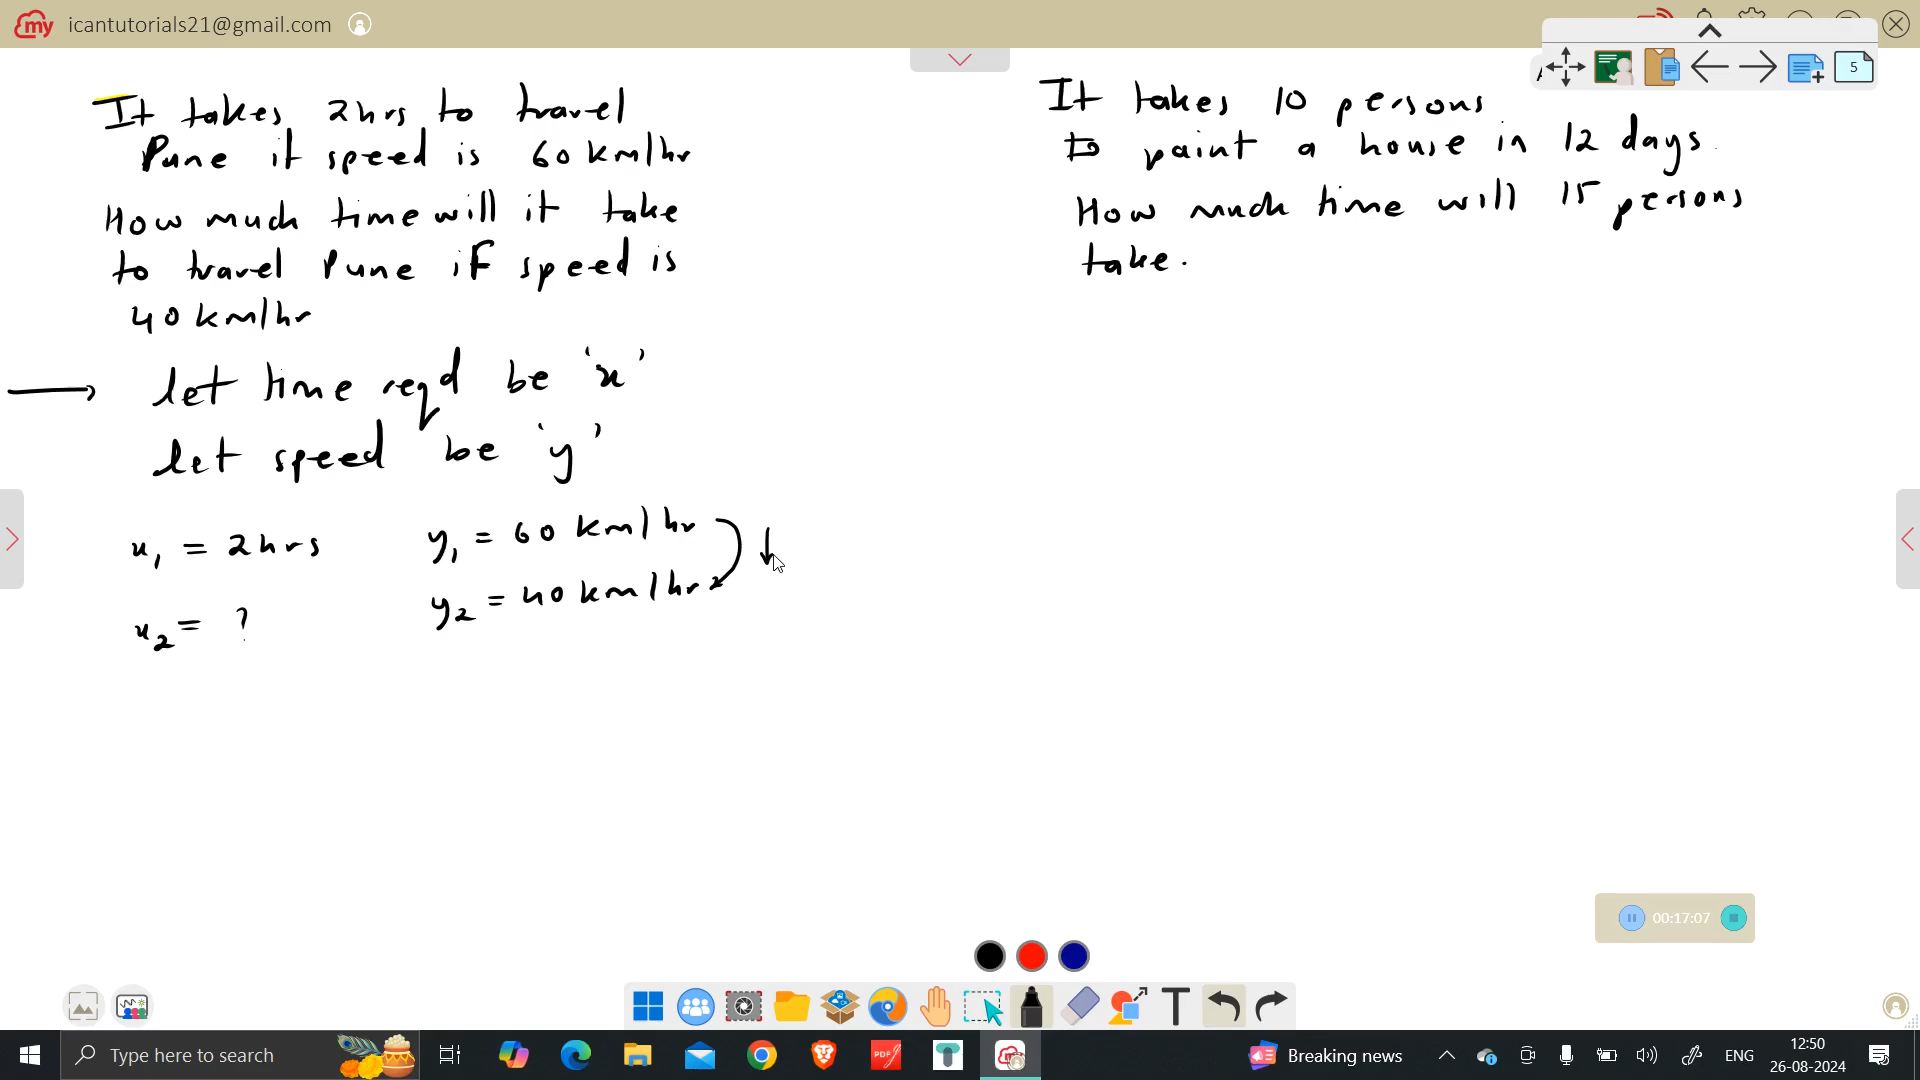 my icantutorials21@gmail.com
5
It takes 2hrs to travel
Pune if speed is 60 km/hr
How much time will it take
to travel Pune if speed is
40 km/hr
let time reqd be 'x'
let speed be 'y'
x1 = 2hrs y1 = 60 km/hr
x2 = ? y2 = 40 km/hr
It takes 10 persons
to paint a house in 12 days.
How much time will 15 persons
take.
00:17:07
Type here to search
Breaking news
ENG
12:50
26-08-2024